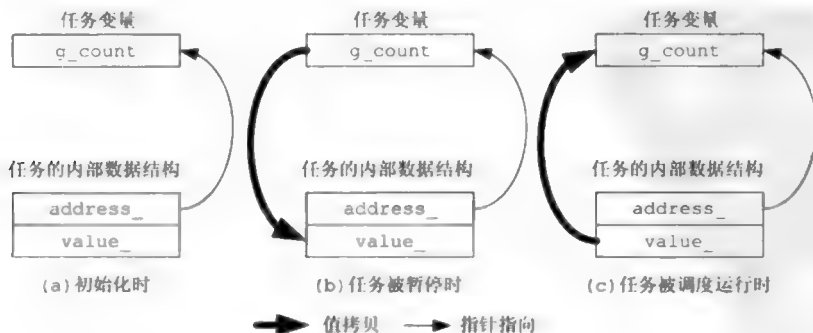 任务变量 任务变量 任务变量
g_count g_count g_count
任务的内部数据结构 任务的内部数据结构 任务的内部数据结构
address_ address_ address_
value_ value_ value_
(a)初始化时 (b)任务被暂停时 (c)任务被调度运行时
值拷贝 指针指向